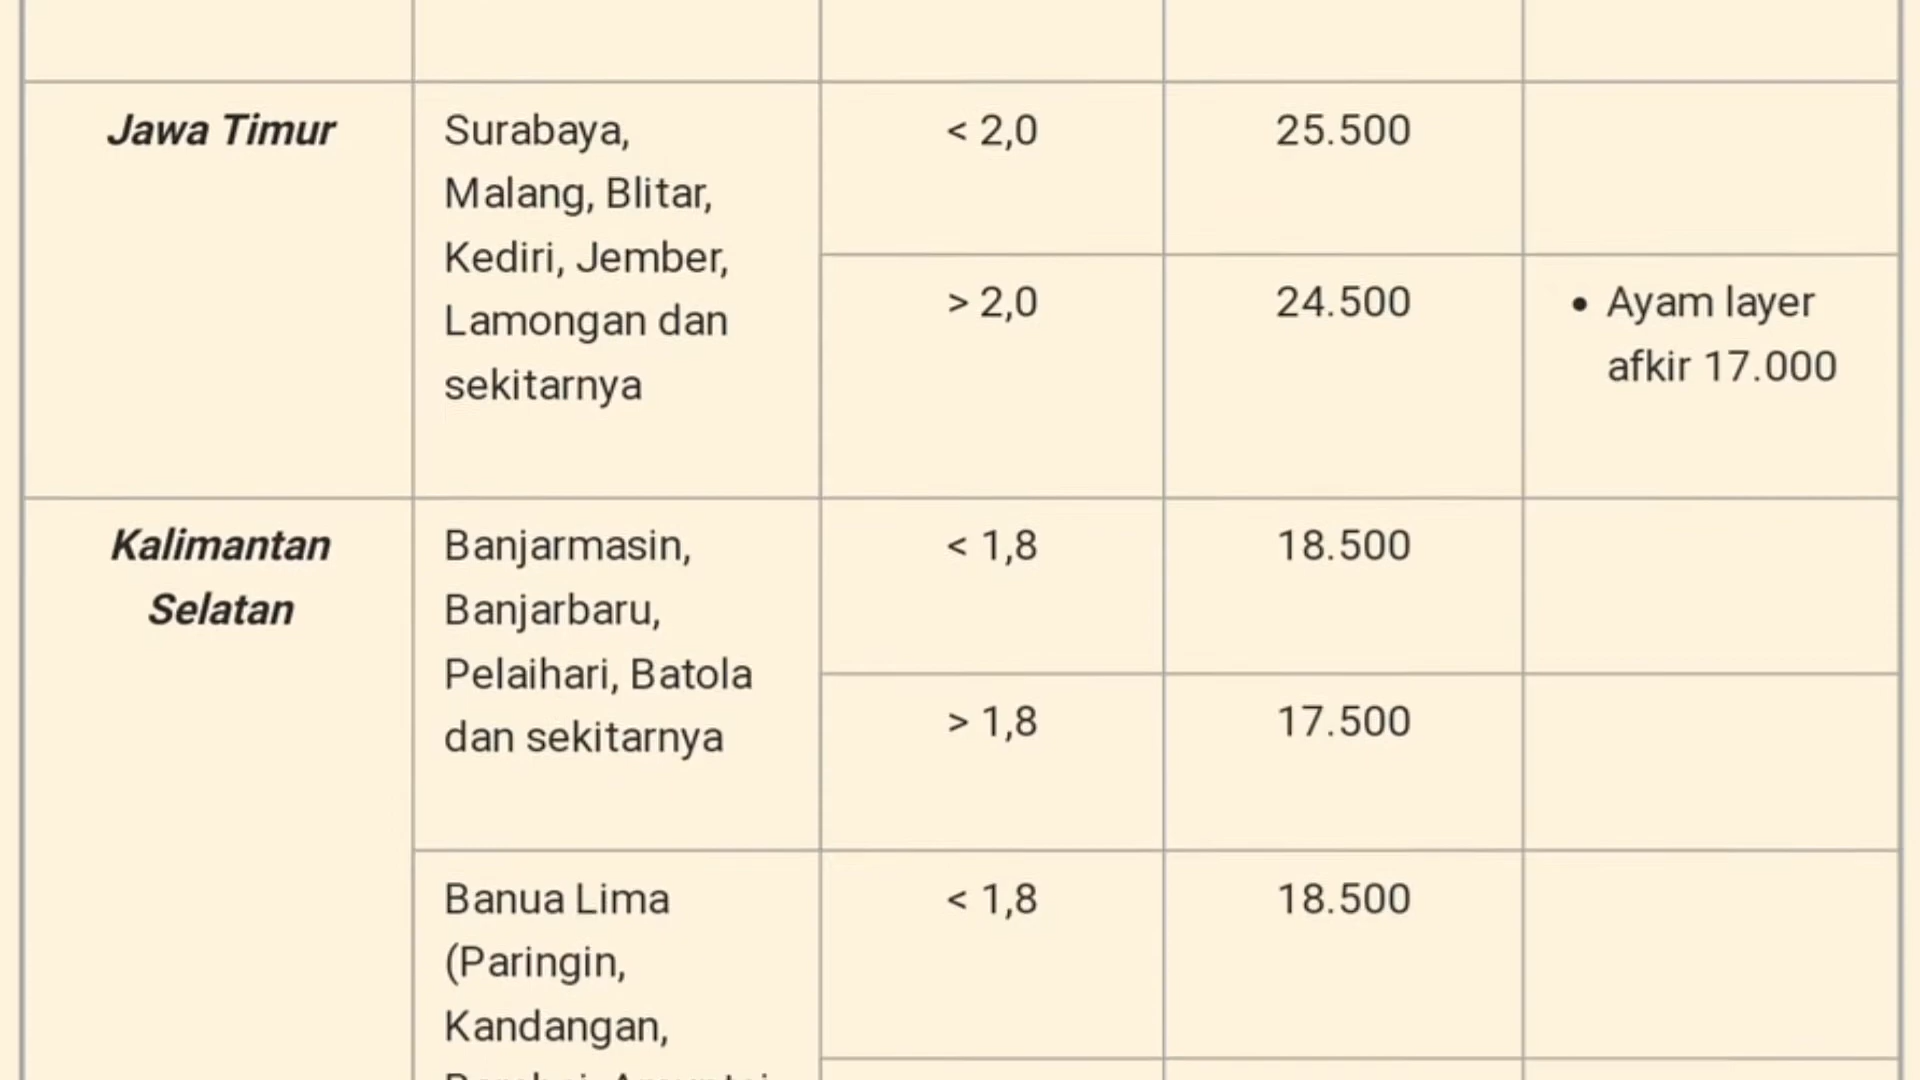 Jawa Timur
Surabaya,
Malang, Blitar,
Kediri, Jember,
Lamongan dan
sekitarnya
< 2,0
25.500
> 2,0
24.500
• Ayam layer
afkir 17.000
Kalimantan
Selatan
Banjarmasin,
Banjarbaru,
Pelaihari, Batola
dan sekitarnya
< 1,8
18.500
> 1,8
17.500
Banua Lima
(Paringin,
Kandangan,
< 1,8
18.500